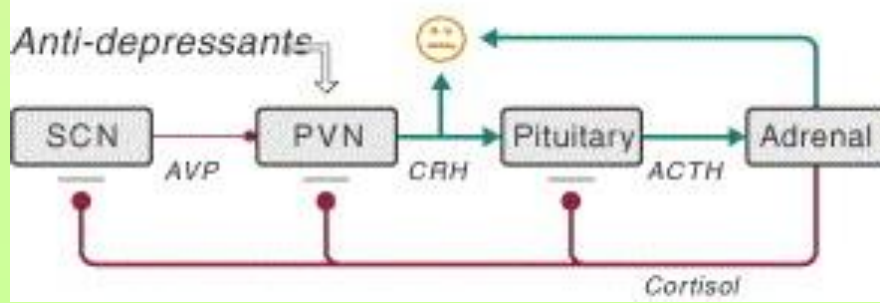 Anti-depressants
SCN
PVN
Pituitary
Adrenal
AVP
CRH
ACTH
Cortisol